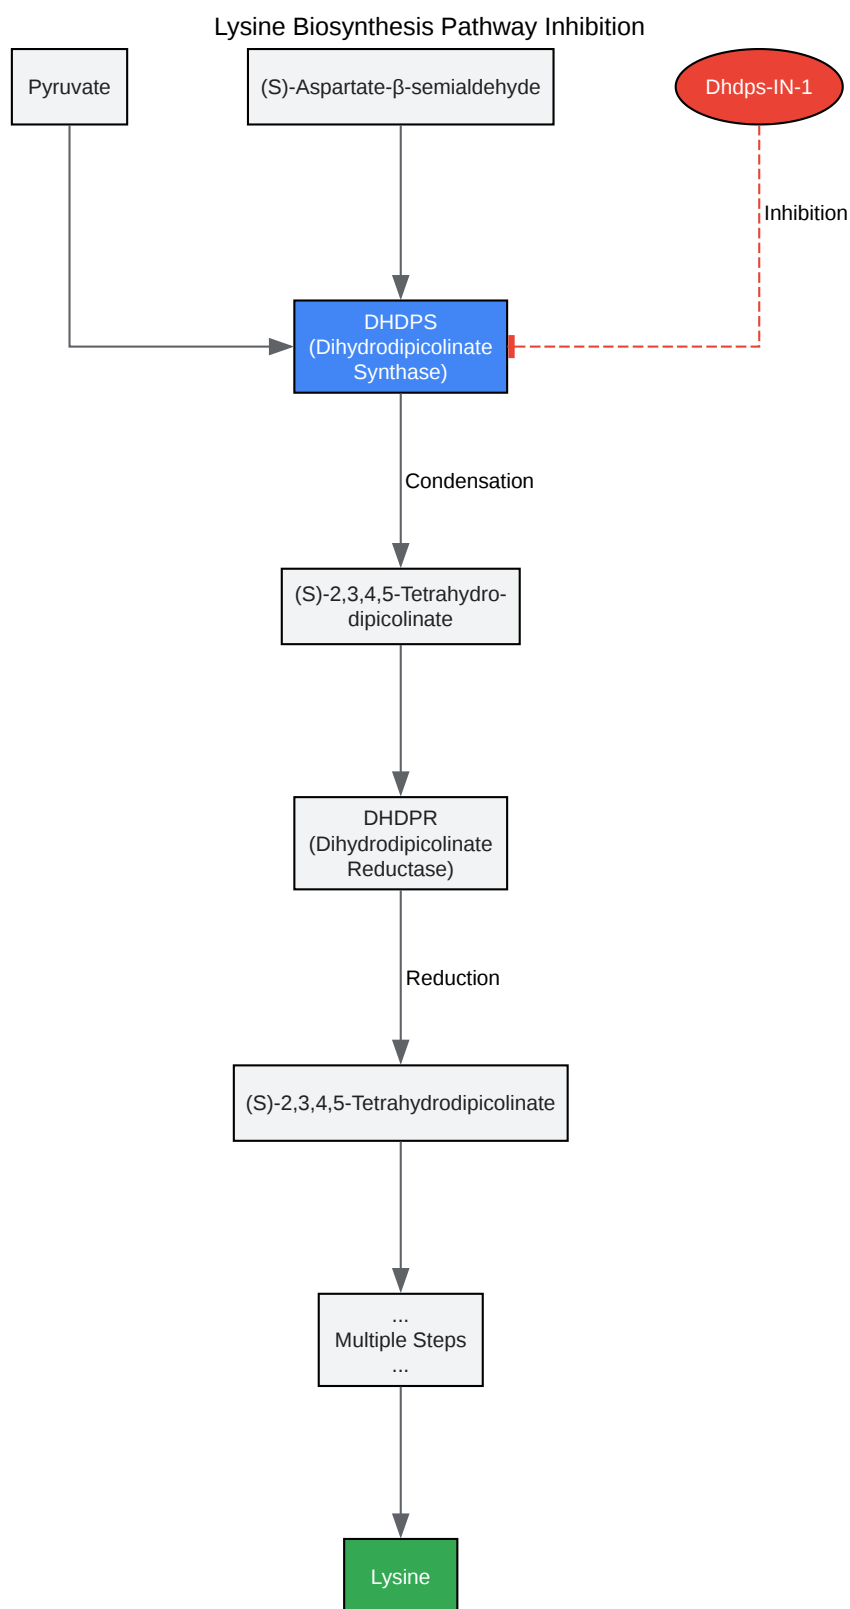 Lysine Biosynthesis Pathway Inhibition
Pyruvate
(S)-Aspartate-β-semialdehyde
Dhdps-IN-1
Inhibition
DHDPS
(Dihydrodipicolinate
Synthase)
Condensation
(S)-2,3,4,5-Tetrahydro-
dipicolinate
DHDPR
(Dihydrodipicolinate
Reductase)
Reduction
(S)-2,3,4,5-Tetrahydrodipicolinate
...
Multiple Steps
...
Lysine